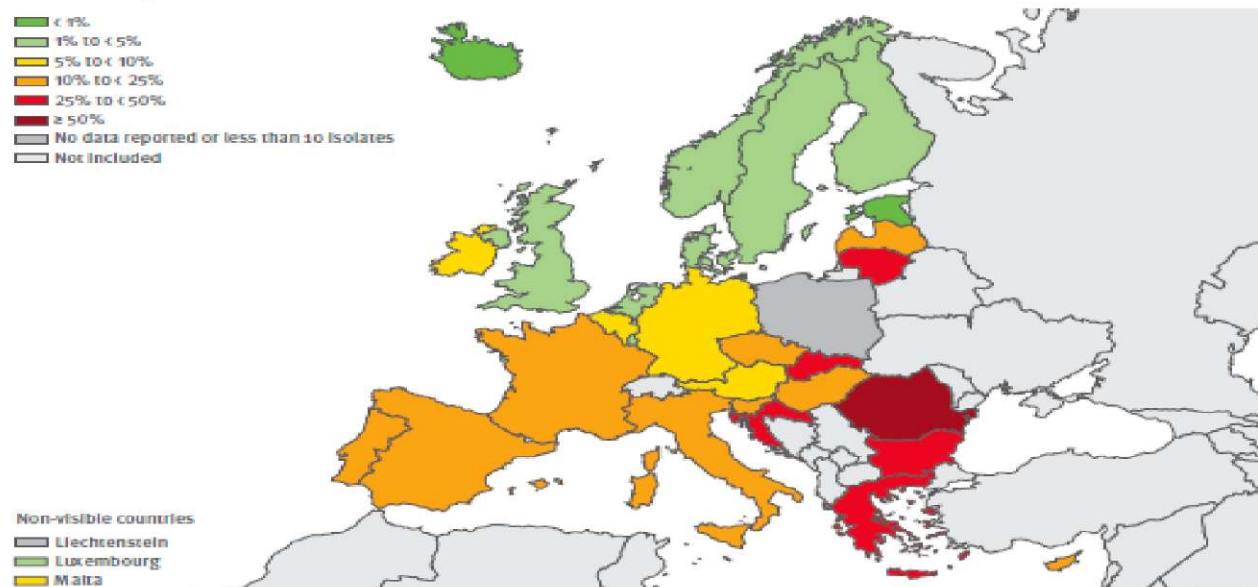 < 1%
1% to < 5%
5% to < 10%
10% to < 25%
25% to < 50%
≥ 50%
No data reported or less than 10 isolates
Not included
Non-visible countries
Liechtenstein
Luxembourg
Malta